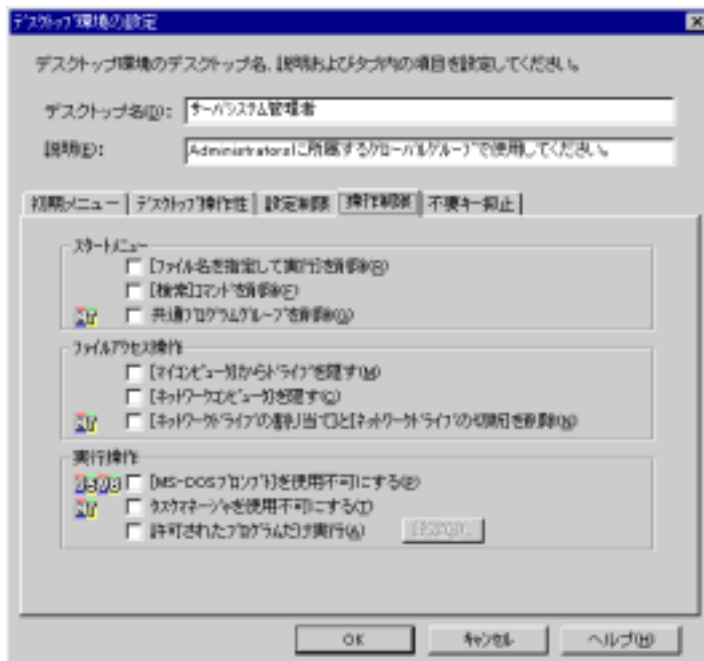 デスクトップ環境の設定
デスクトップ環境のデスクトップ名、説明およびタブ内の項目を設定してください。
デスクトップ名(D):
サーバシステム管理者
説明(E):
Administratorsに所属するグローバルグループで使用してください。
初期メニュー
デスクトップ操作性
設定制限
操作制限
不要キー抑止
スタートメニュー
[ファイル名を指定して実行]を削除(R)
[検索]コマンドを削除(F)
NT
共通プログラムグループを削除(G)
ファイルアクセス操作
[マイコンピュータ]からドライブを隠す(M)
[ネットワークコンピュータ]を隠す(C)
NT
[ネットワークドライブの割り当て]と[ネットワークドライブの切断]を削除(N)
実行操作
95/98
[MS-DOSプロンプト]を使用不可にする(P)
NT
タスクマネージャを使用不可にする(T)
許可されたプログラムだけ実行(A)
OK
キャンセル
ヘルプ(H)